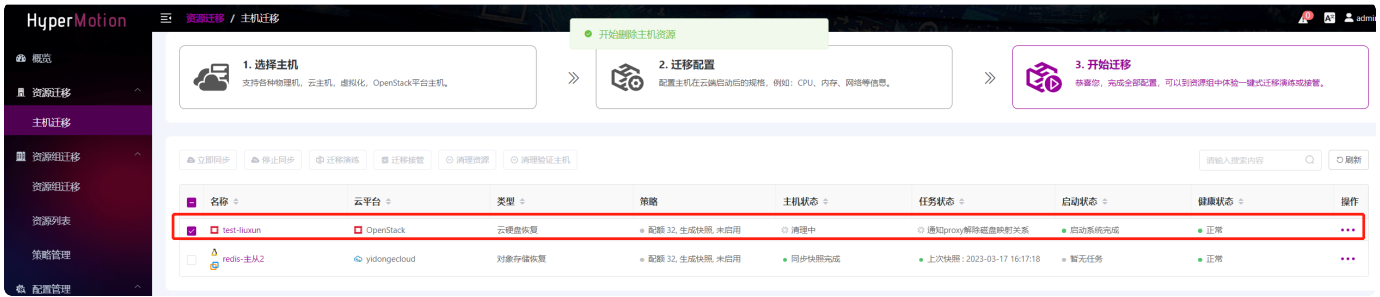 HyperMotion
资源迁移 / 主机迁移
开始删除主机资源
admin
概览
资源迁移
主机迁移
资源组迁移
资源组迁移
资源列表
策略管理
配置管理
1. 选择主机
支持各种物理机，云主机，虚拟化，OpenStack平台主机。
2. 迁移配置
配置主机在云端启动后的规格，例如：CPU、内存、网络等信息。
3. 开始迁移
恭喜您，完成全部配置，可以到资源组中体验一键式迁移演练或接管。
立即同步 停止同步 迁移演练 迁移接管 清理资源 清理验证主机 请输入搜索内容 刷新
名称 云平台 类型 策略 主机状态 任务状态 启动状态 健康状态 操作
test-liuxun OpenStack 云硬盘恢复 配额 32, 生成快照, 未启用 清理中 通知proxy解除磁盘映射关系 启动系统完成 正常
redis-主从2 yidongecloud 对象存储恢复 配额 32, 生成快照, 未启用 同步快照完成 上次快照 : 2023-03-17 16:17:18 暂无任务 正常